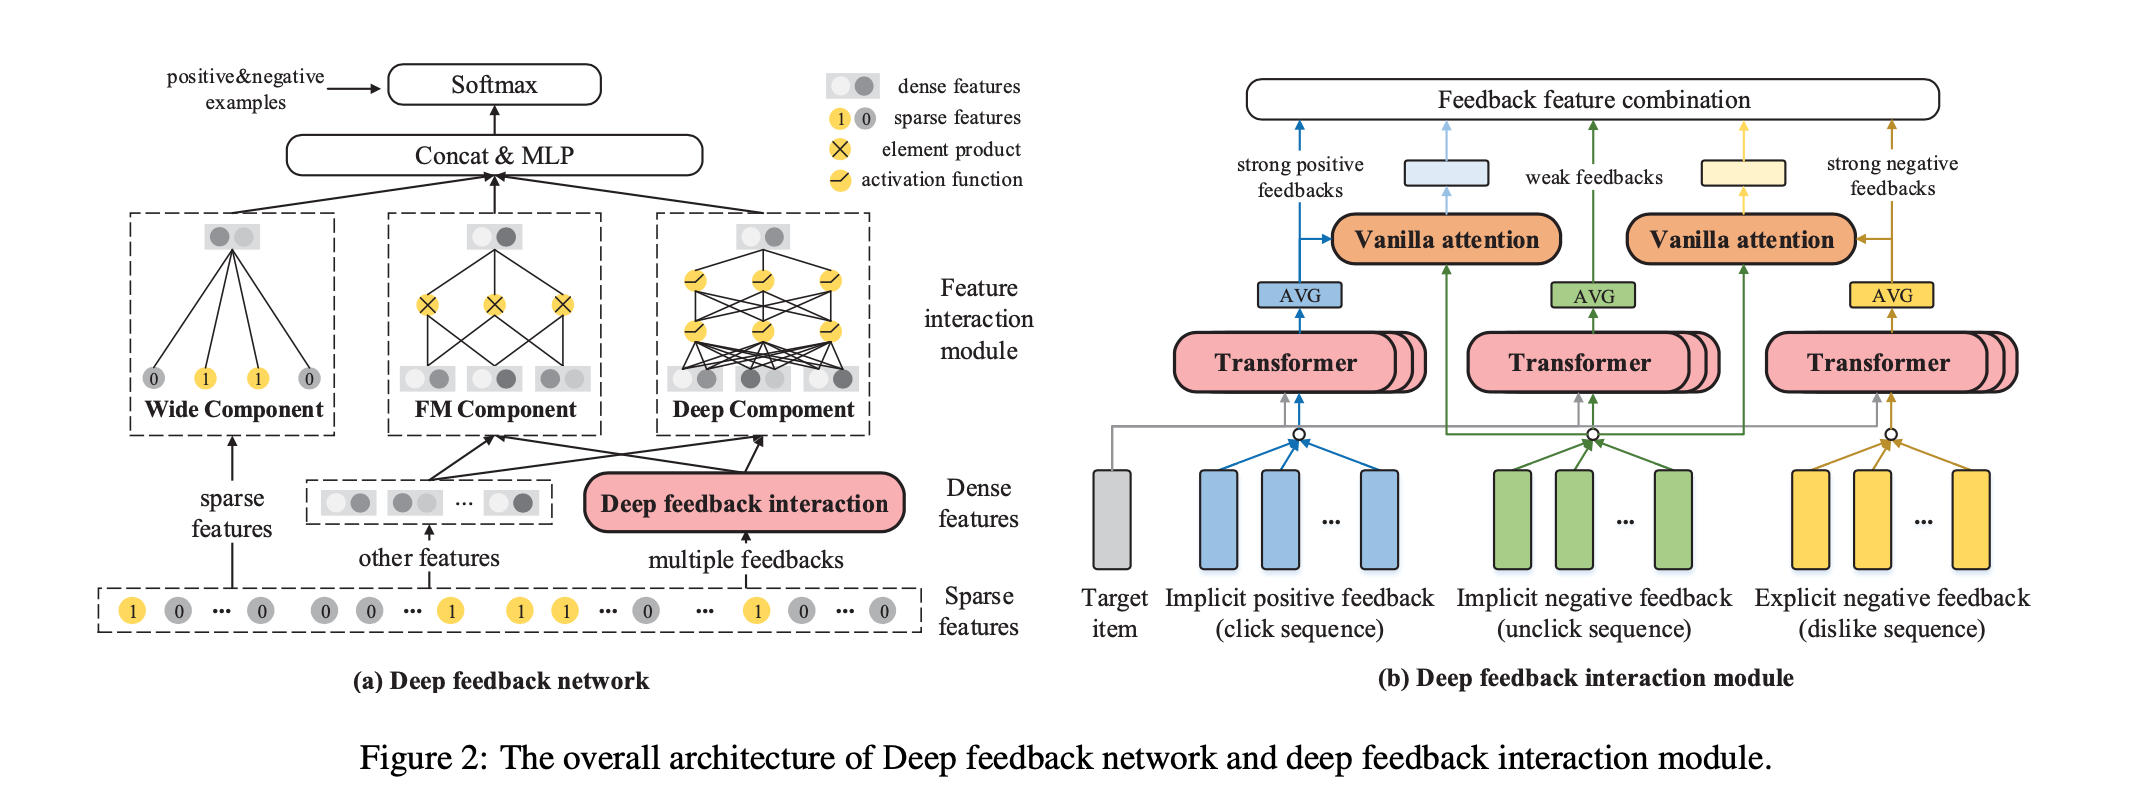 positive&negative
examples
Softmax
Concat & MLP
dense features
1 0 sparse features
element product
activation function
0 1 1 0
Wide Component
FM Component
Deep Compoment
Feature
interaction
module
sparse
features
Deep feedback interaction
Dense
features
other features
multiple feedbacks
1 0 ... 0 0 0 ... 1 1 1 ... 0 ... 1 0 ... 0
Sparse
features
(a) Deep feedback network
Feedback feature combination
strong positive
feedbacks
weak feedbacks
strong negative
feedbacks
Vanilla attention
Vanilla attention
AVG
AVG
AVG
Transformer
Transformer
Transformer
...
...
...
Target
item
Implicit positive feedback
(click sequence)
Implicit negative feedback
(unclick sequence)
Explicit negative feedback
(dislike sequence)
(b) Deep feedback interaction module
Figure 2: The overall architecture of Deep feedback network and deep feedback interaction module.